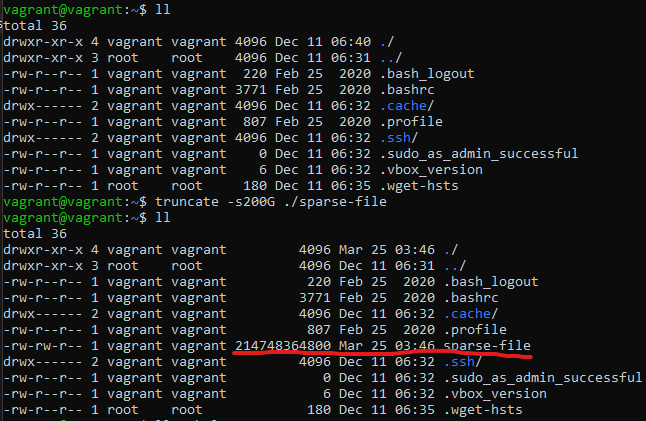 vagrant@vagrant:~$ ll
total 36
drwxr-xr-x 4 vagrant vagrant 4096 Dec 11 06:40 ./
drwxr-xr-x 3 root    root    4096 Dec 11 06:31 ../
-rw-r--r-- 1 vagrant vagrant  220 Feb 25  2020 .bash_logout
-rw-r--r-- 1 vagrant vagrant 3771 Feb 25  2020 .bashrc
drwx------ 2 vagrant vagrant 4096 Dec 11 06:32 .cache/
-rw-r--r-- 1 vagrant vagrant  807 Feb 25  2020 .profile
drwx------ 2 vagrant vagrant 4096 Dec 11 06:32 .ssh/
-rw-r--r-- 1 vagrant vagrant    0 Dec 11 06:32 .sudo_as_admin_successful
-rw-r--r-- 1 vagrant vagrant    6 Dec 11 06:32 .vbox_version
-rw-r--r-- 1 root    root     180 Dec 11 06:35 .wget-hsts
vagrant@vagrant:~$ truncate -s200G ./sparse-file
vagrant@vagrant:~$ ll
total 36
drwxr-xr-x 4 vagrant vagrant         4096 Mar 25 03:46 ./
drwxr-xr-x 3 root    root            4096 Dec 11 06:31 ../
-rw-r--r-- 1 vagrant vagrant          220 Feb 25  2020 .bash_logout
-rw-r--r-- 1 vagrant vagrant         3771 Feb 25  2020 .bashrc
drwx------ 2 vagrant vagrant         4096 Dec 11 06:32 .cache/
-rw-r--r-- 1 vagrant vagrant          807 Feb 25  2020 .profile
-rw-rw-r-- 1 vagrant vagrant 214748364800 Mar 25 03:46 sparse-file
drwx------ 2 vagrant vagrant         4096 Dec 11 06:32 .ssh/
-rw-r--r-- 1 vagrant vagrant            0 Dec 11 06:32 .sudo_as_admin_successful
-rw-r--r-- 1 vagrant vagrant            6 Dec 11 06:32 .vbox_version
-rw-r--r-- 1 root    root             180 Dec 11 06:35 .wget-hsts